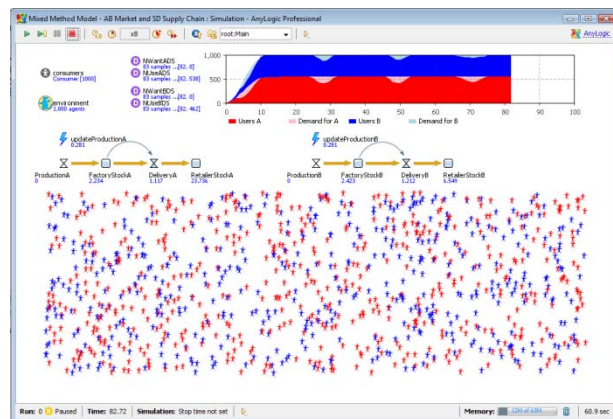 Mixed Method Model - AB Market and SD Supply Chain : Simulation - AnyLogic Professional
x8
root:Main
AnyLogic
consumers
Consumer [1000]
environment
1,000 agents
NWantADS
83 samples ...[82, 0]
NUseADS
83 samples ...[82, 538]
NWantBDS
83 samples ...[82, 0]
NUseBDS
83 samples ...[82, 462]
1,000
500
0
0 10 20 30 40 50 60 70 80 90 100
Users A Demand for A Users B Demand for B
updateProductionA
0.281
ProductionA
0
FactoryStockA
2.234
DeliveryA
1.117
RetailerStockA
23.736
updateProductionB
0.281
ProductionB
0
FactoryStockB
2.423
DeliveryB
1.212
RetailerStockB
6.549
Run: 0 Paused Time: 82.72 Simulation: Stop time not set Memory: 60.9 sec